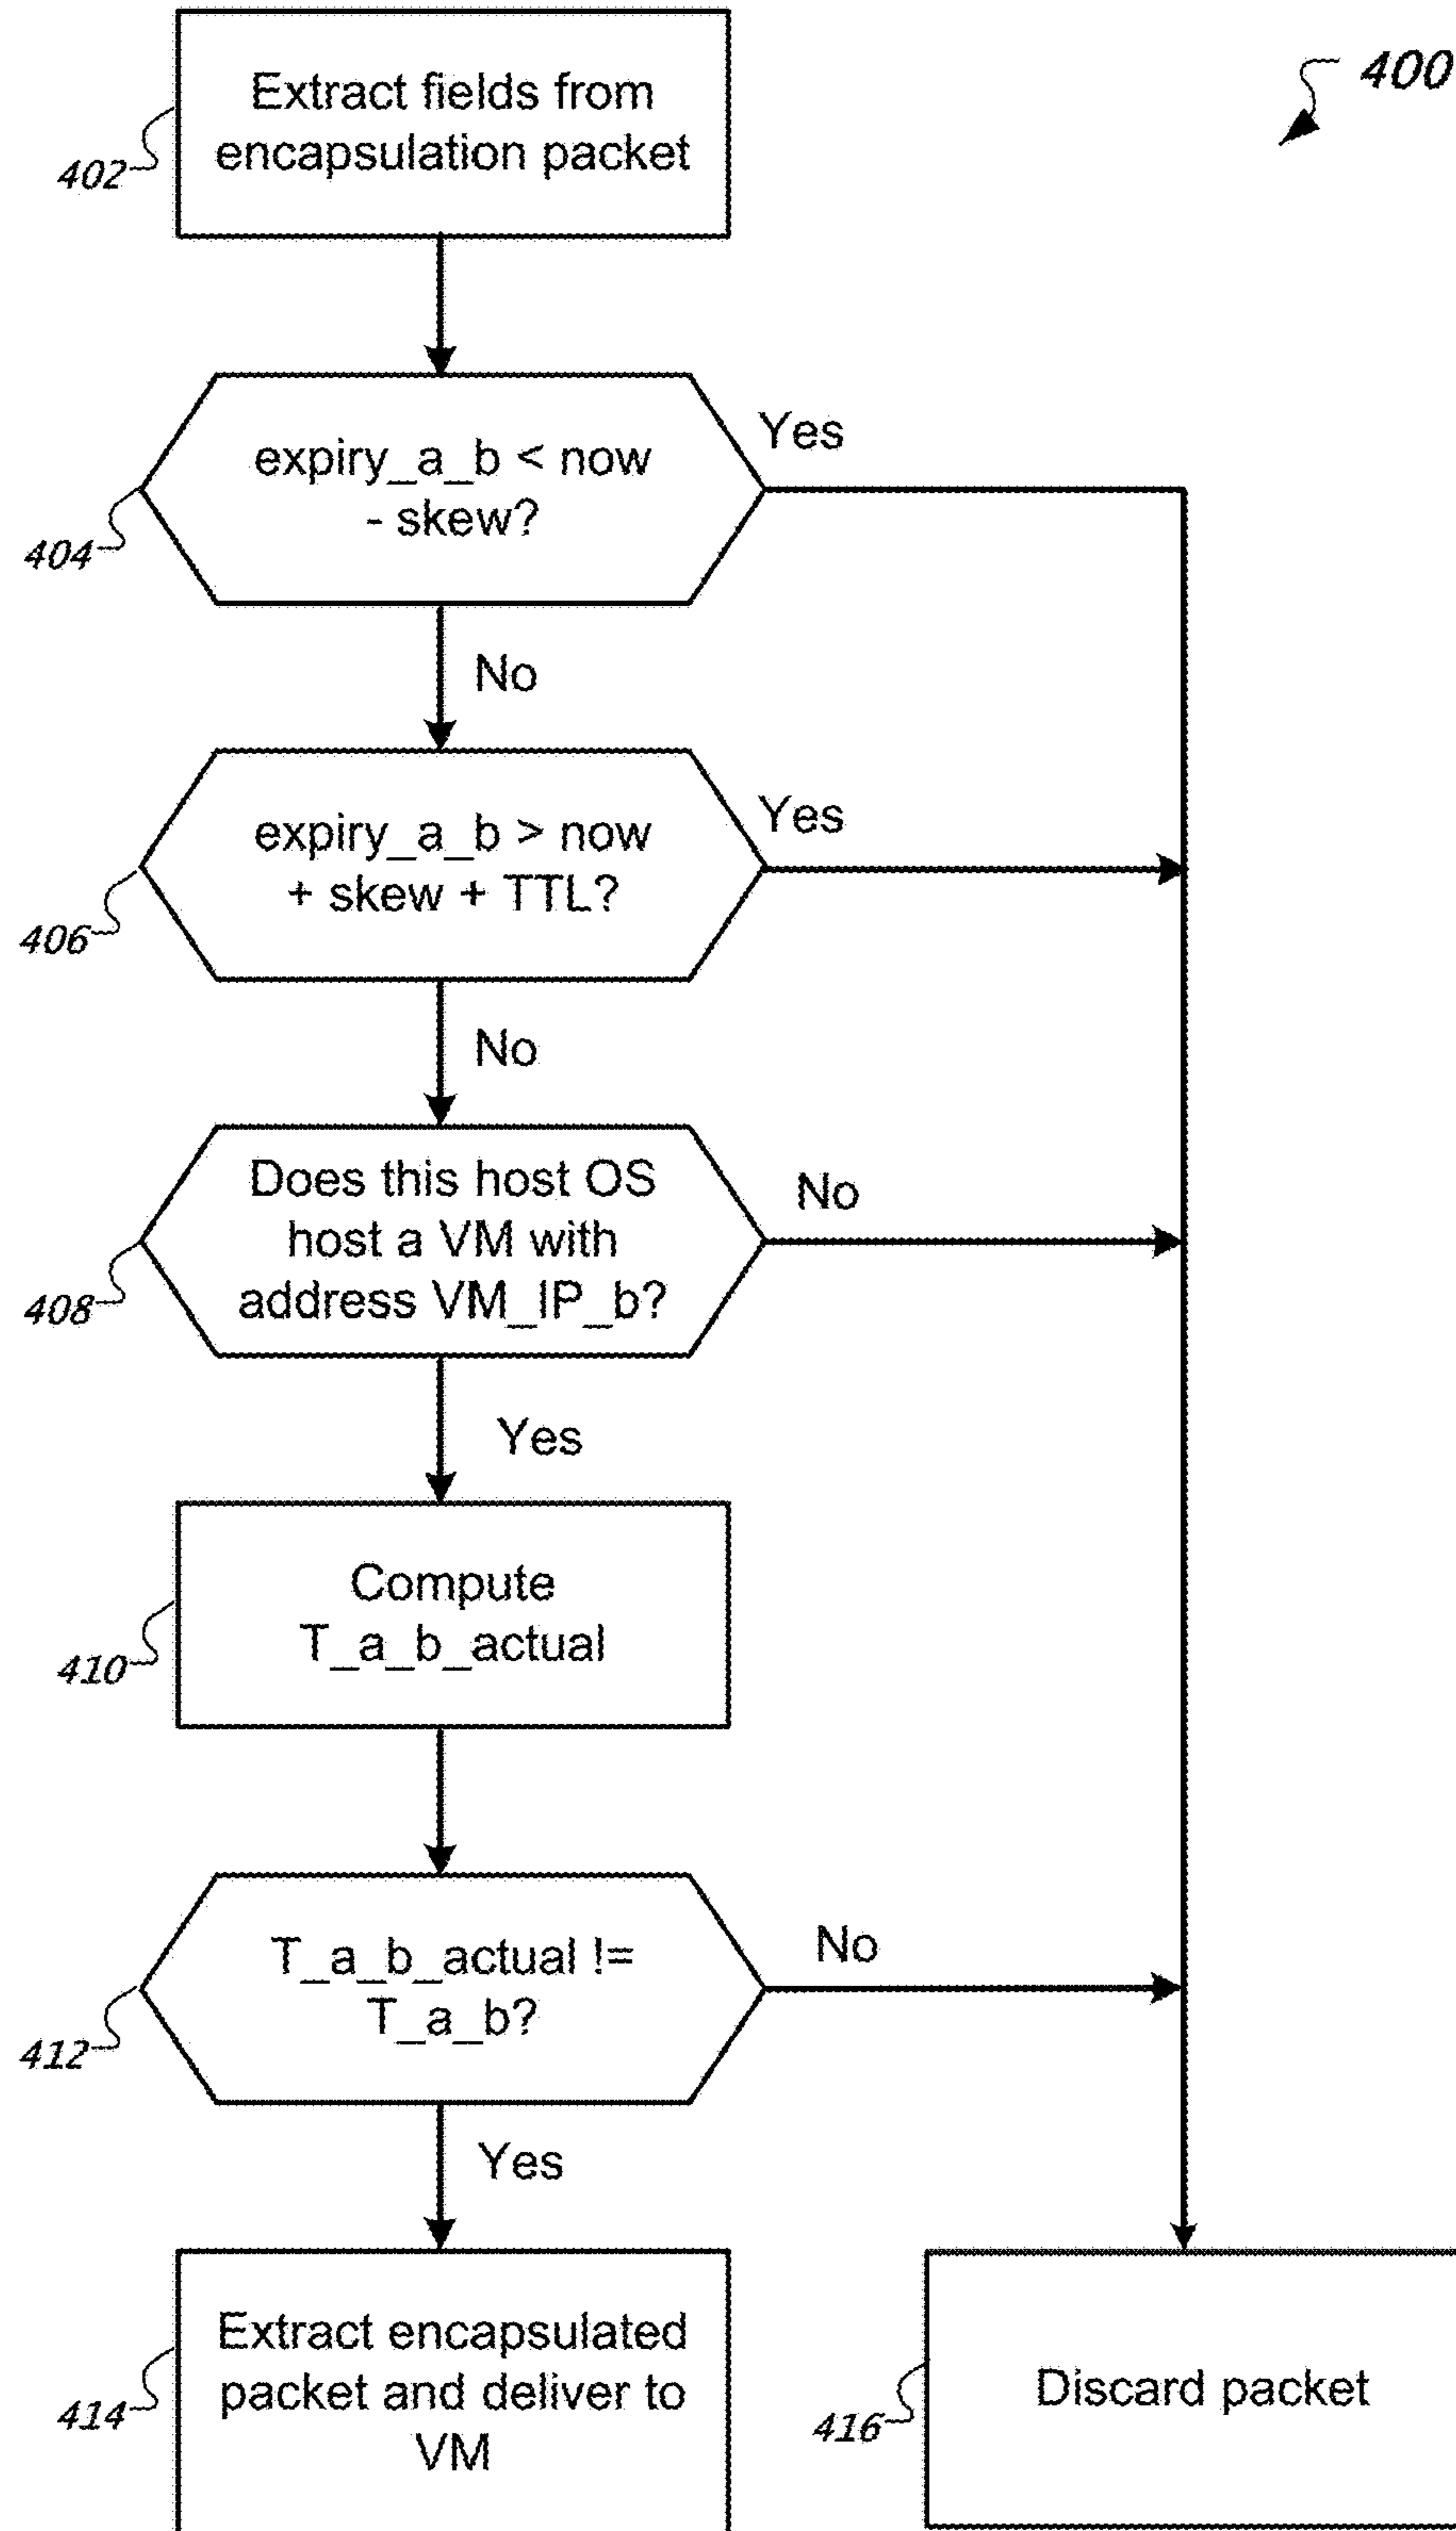 400
Extract fields from
encapsulation packet
402
expiry_a_b < now
- skew?
Yes
404
No
expiry_a_b > now
+ skew + TTL?
Yes
406
No
Does this host OS
host a VM with
address VM_IP_b?
No
408
Yes
Compute
T_a_b_actual
410
T_a_b_actual !=
T_a_b?
No
412
Yes
Extract encapsulated
packet and deliver to
VM
414
Discard packet
416